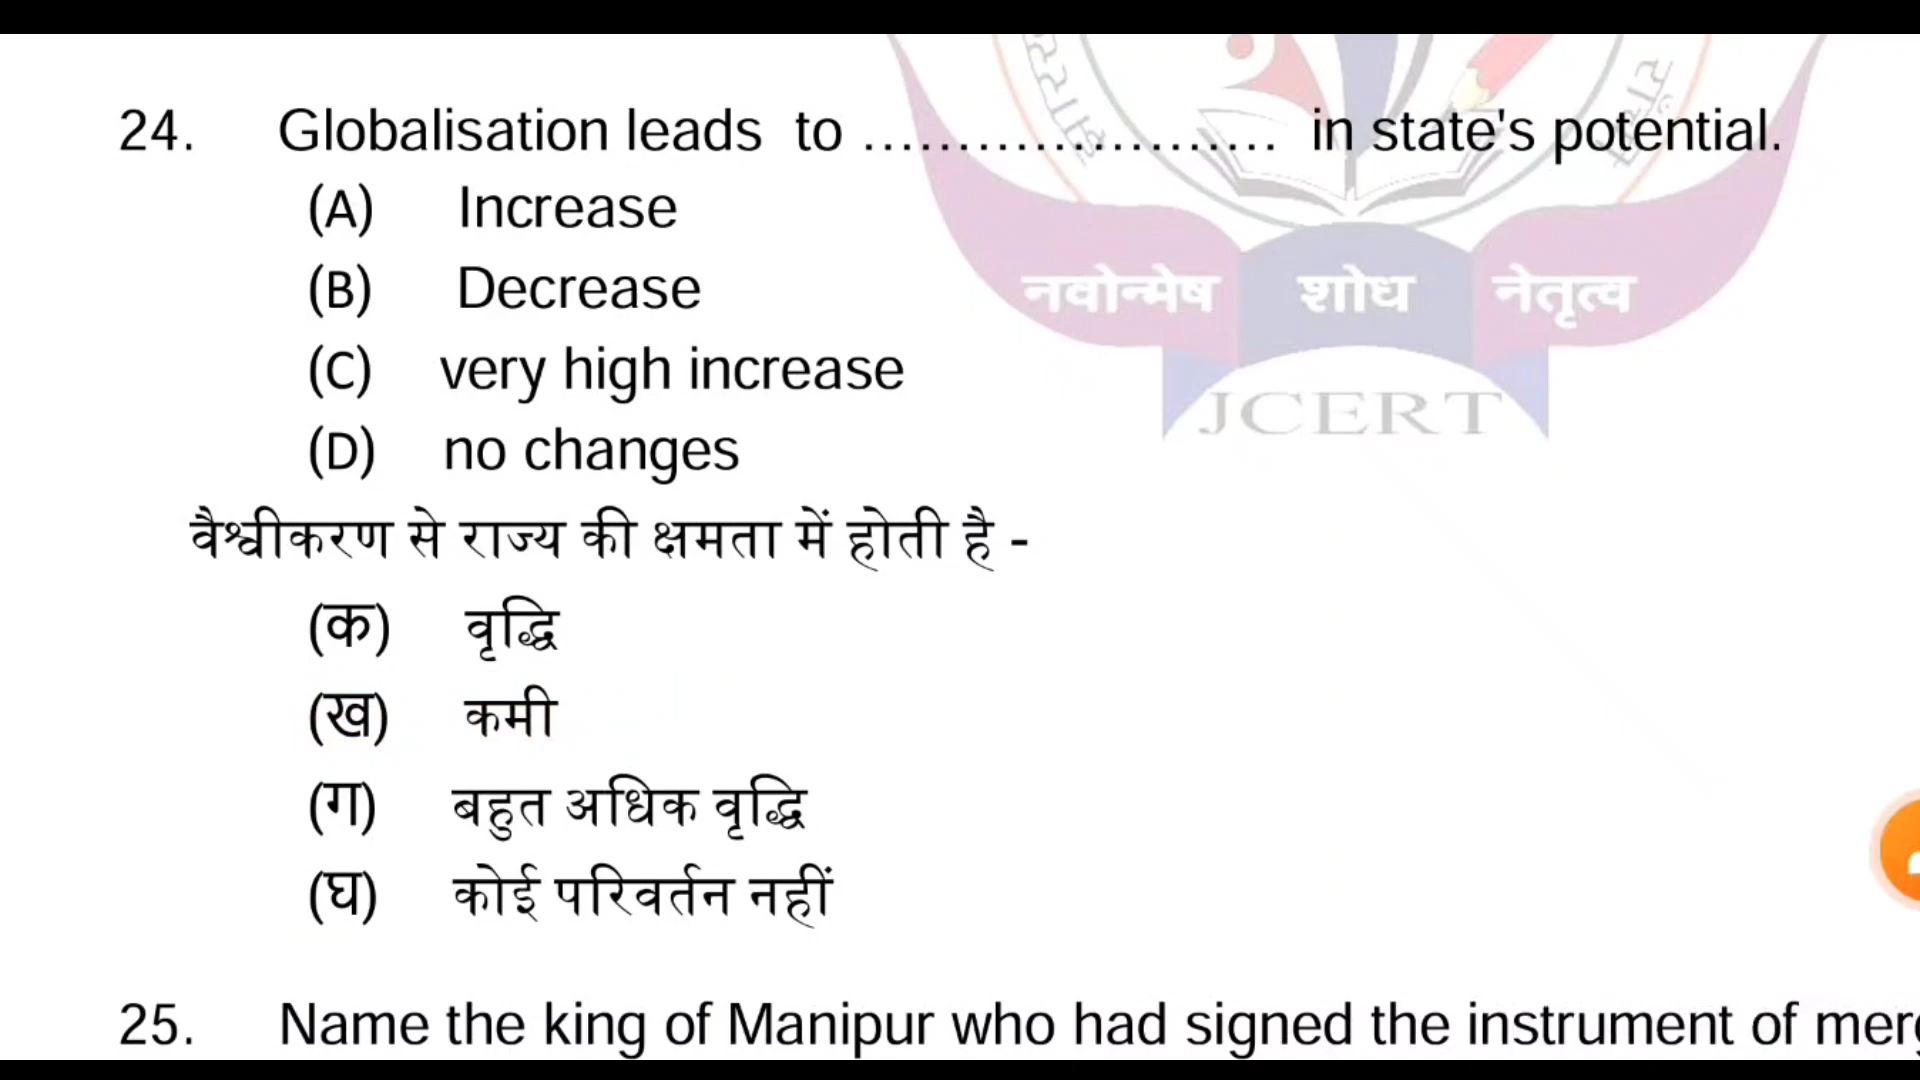 24. Globalisation leads to ...................... in state's potential.
(A) Increase
(B) Decrease
(C) very high increase
(D) no changes
वैश्वीकरण से राज्य की क्षमता में होती है -
(क) वृद्धि
(ख) कमी
(ग) बहुत अधिक वृद्धि
(घ) कोई परिवर्तन नहीं
25. Name the king of Manipur who had signed the instrument of
नवोन्मेष शोध नेतृत्व
JCERT